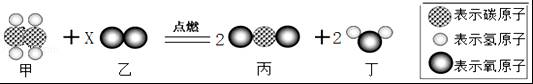 + X 点燃 2 + 2
甲 乙 丙 丁
表示碳原子
表示氢原子
表示氧原子